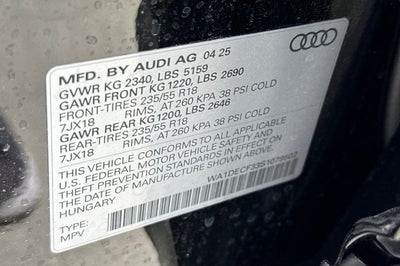 MFD. BY AUDI AG 04 25
GVWR KG 2340, LBS 5159
GAWR FRONT KG 1220, LBS 2690
FRONT-TIRES 235/55 R18
7JX18 RIMS, AT 260 KPA 38 PSI COLD
GAWR REAR KG1200, LBS 2646
REAR-TIRES 235/55 R18
7JX18 RIMS, AT 260 KPA 38 PSI COLD
THIS VEHICLE CONFORMS TO ALL APPLICABLE
FEDERAL MOTOR VEHICLE SAFETY AND
THEFT PREVENTION STANDARDS IN EFFECT ON
THE DATE OF MANUFACTURE SHOWN ABOVE.
HUNGARY
TYPE:
MPV